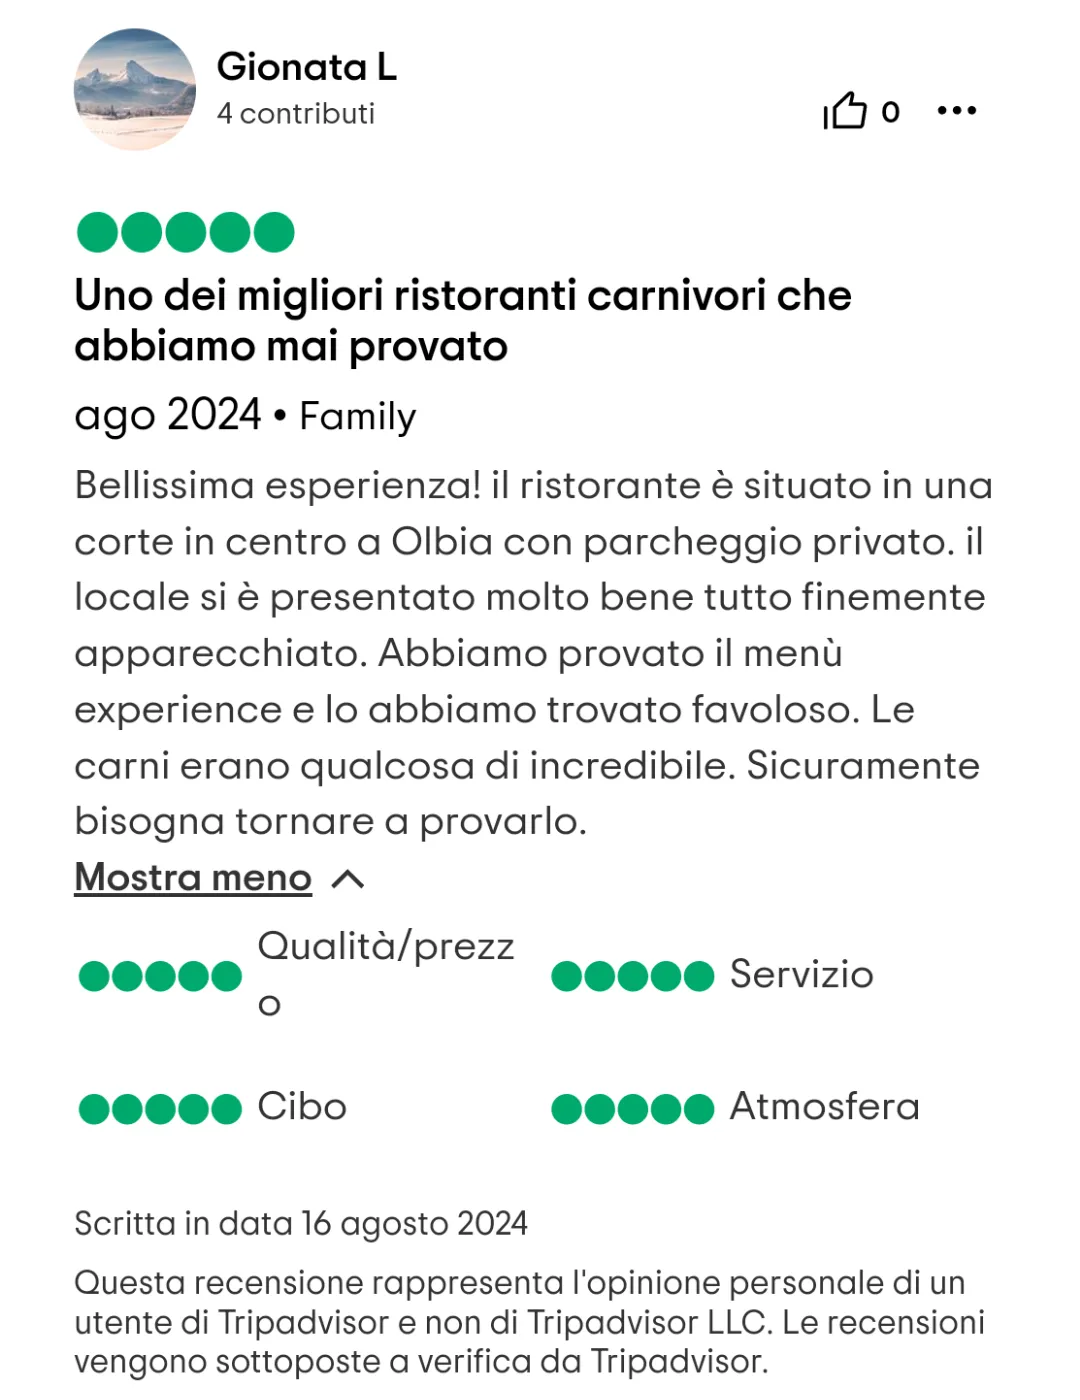 Gionata L
4 contributi
0
Uno dei migliori ristoranti carnivori che
abbiamo mai provato
ago 2024 • Family
Bellissima esperienza! il ristorante è situato in una
corte in centro a Olbia con parcheggio privato. il
locale si è presentato molto bene tutto finemente
apparecchiato. Abbiamo provato il menù
experience e lo abbiamo trovato favoloso. Le
carni erano qualcosa di incredibile. Sicuramente
bisogna tornare a provarlo.
Mostra meno
Qualità/prezz
o
Servizio
Cibo
Atmosfera
Scritta in data 16 agosto 2024
Questa recensione rappresenta l'opinione personale di un
utente di Tripadvisor e non di Tripadvisor LLC. Le recensioni
vengono sottoposte a verifica da Tripadvisor.